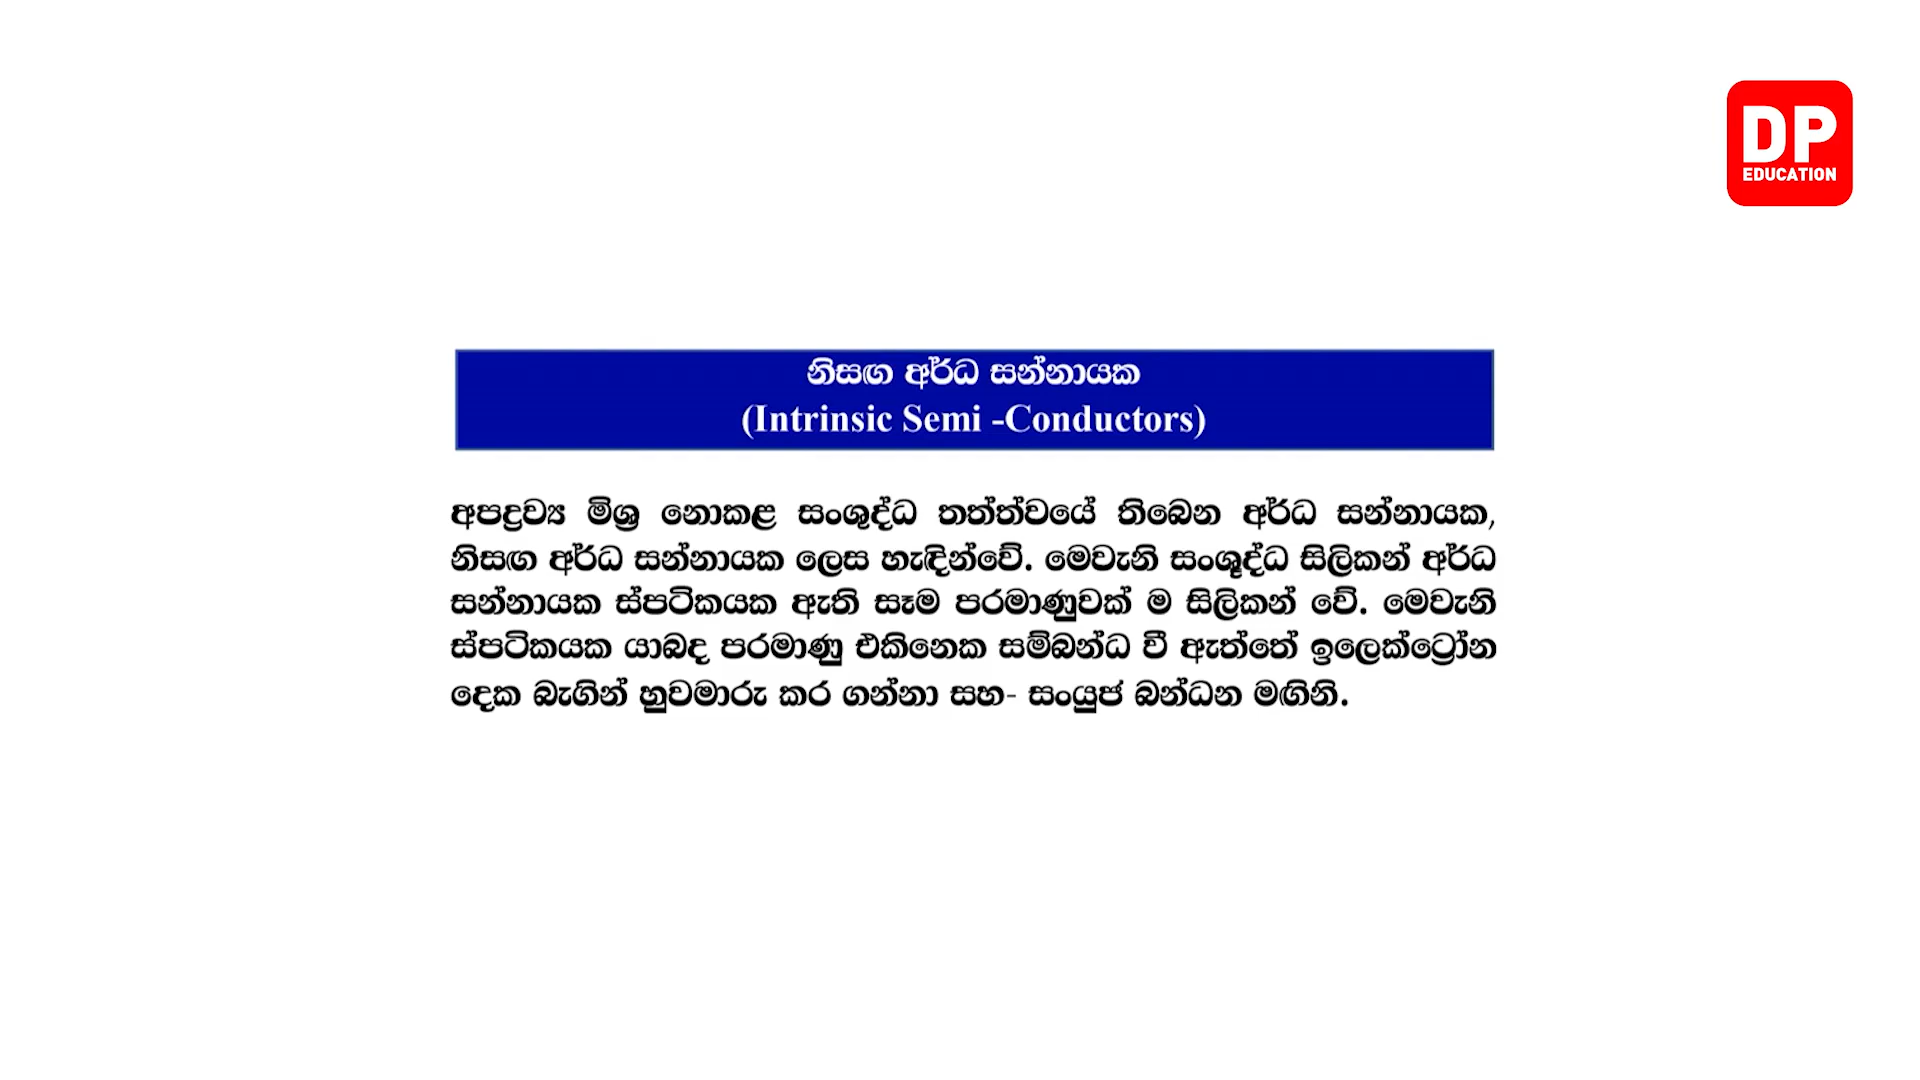 DP
EDUCATION
නිසඟ අර්ධ සන්නායක
(Intrinsic Semi -Conductors)
අපද්‍රව්‍ය මිශ්‍ර නොකළ සංශුද්ධ තත්ත්වයේ තිබෙන අර්ධ සන්නායක,
නිසඟ අර්ධ සන්නායක ලෙස හැඳින්වේ. මෙවැනි සංශූද්ධ සිලිකන් අර්ධ
සන්නායක ස්පටිකයක ඇති සෑම පරමාණුවක් ම සිලිකන් වේ. මෙවැනි
ස්පටිකයක යාබද පරමාණු එකිනෙක සම්බන්ධ වී ඇත්තේ ඉලෙක්ට්‍රෝන
දෙක බැගින් හුවමාරු කර ගන්නා සහ- සංයුජ බන්ධන මඟිනි.